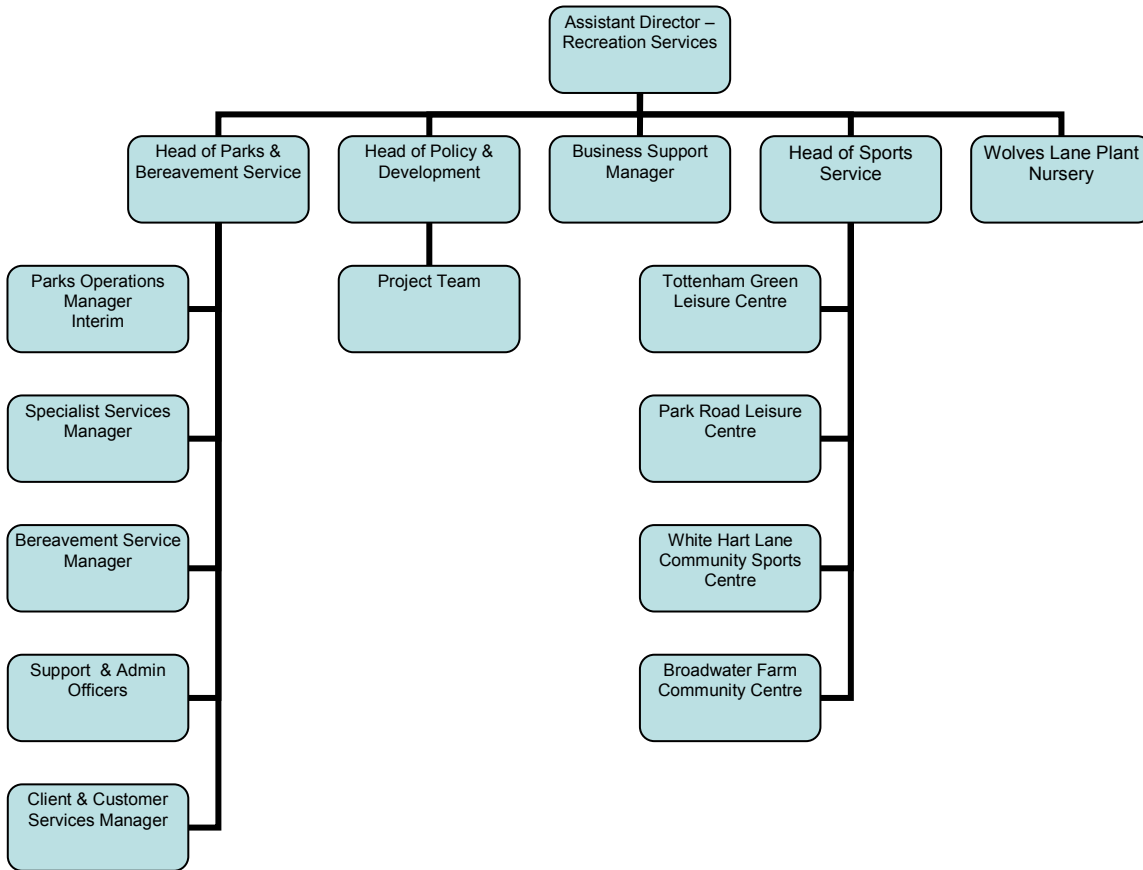 Assistant Director –
Recreation Services
Head of Parks &
Bereavement Service
Head of Policy &
Development
Business Support
Manager
Head of Sports
Service
Wolves Lane Plant
Nursery
Parks Operations
Manager
Interim
Project Team
Tottenham Green
Leisure Centre
Specialist Services
Manager
Park Road Leisure
Centre
Bereavement Service
Manager
White Hart Lane
Community Sports
Centre
Support & Admin
Officers
Broadwater Farm
Community Centre
Client & Customer
Services Manager